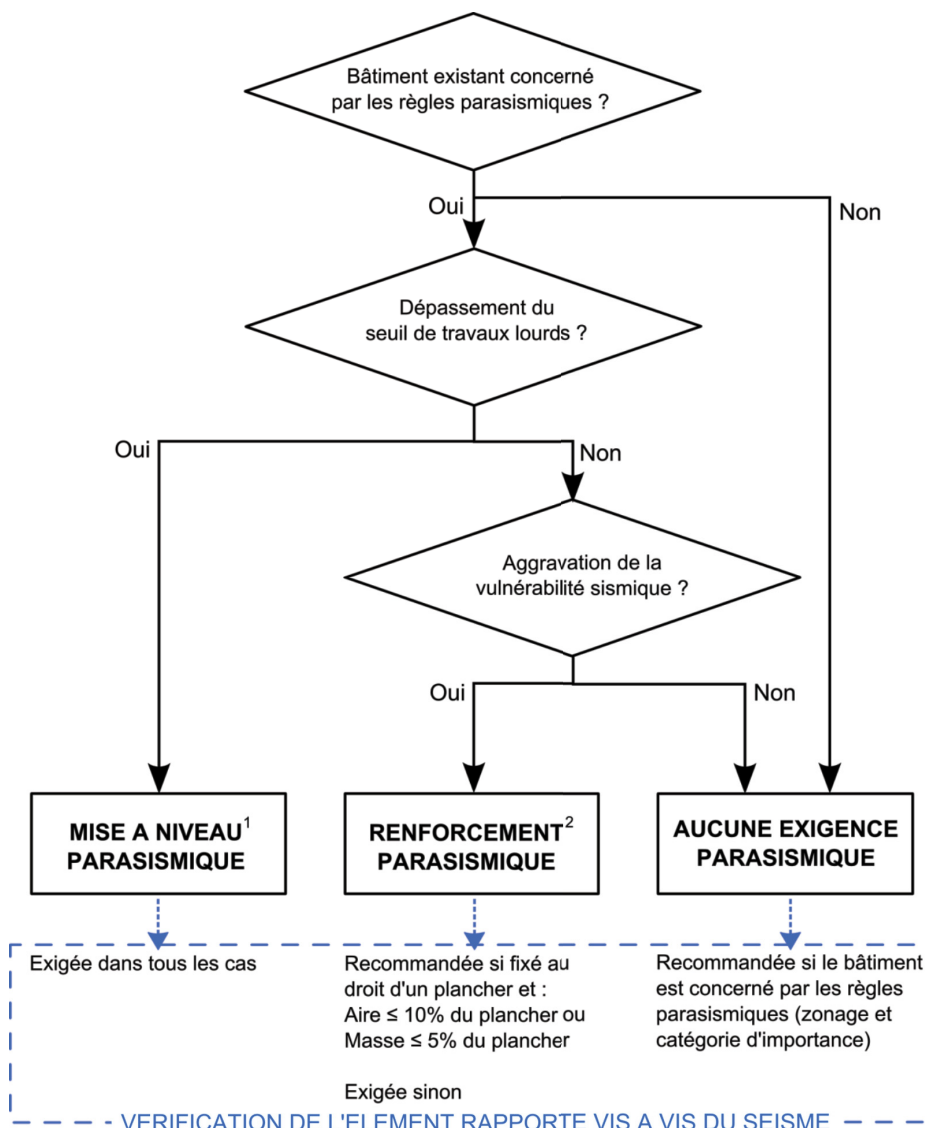 Bâtiment existant concerné
par les règles parasismiques ?
Oui
Non
Dépassement du
seuil de travaux lourds ?
Oui
Non
Aggravation de la
vulnérabilité sismique ?
Oui
Non
MISE A NIVEAU¹
PARASISMIQUE
RENFORCEMENT²
PARASISMIQUE
AUCUNE EXIGENCE
PARASISMIQUE
Exigée dans tous les cas
Recommandée si fixé au
droit d'un plancher et :
Aire ≤ 10% du plancher ou
Masse ≤ 5% du plancher
Exigée sinon
Recommandée si le bâtiment
est concerné par les règles
parasismiques (zonage et
catégorie d'importance)
VERIFICATION DE L'ELEMENT RAPPORTE VIS A VIS DU SEISME